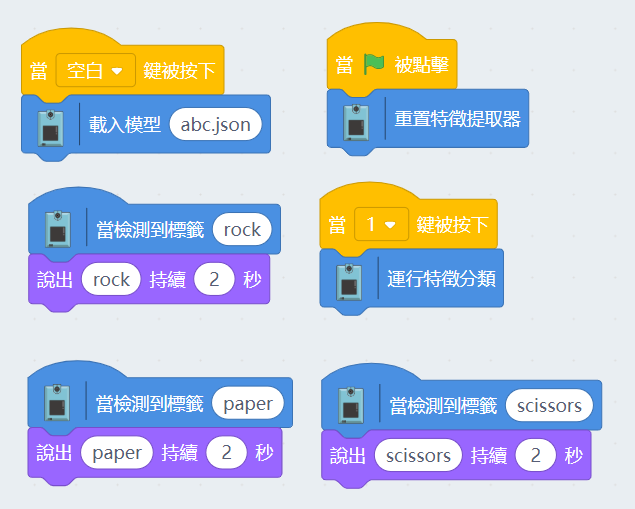 當 空白 鍵被按下
載入模型 abc.json
當 被點擊
重置特徵提取器
當檢測到標籤 rock
說出 rock 持續 2 秒
當 1 鍵被按下
運行特徵分類
當檢測到標籤 paper
說出 paper 持續 2 秒
當檢測到標籤 scissors
說出 scissors 持續 2 秒